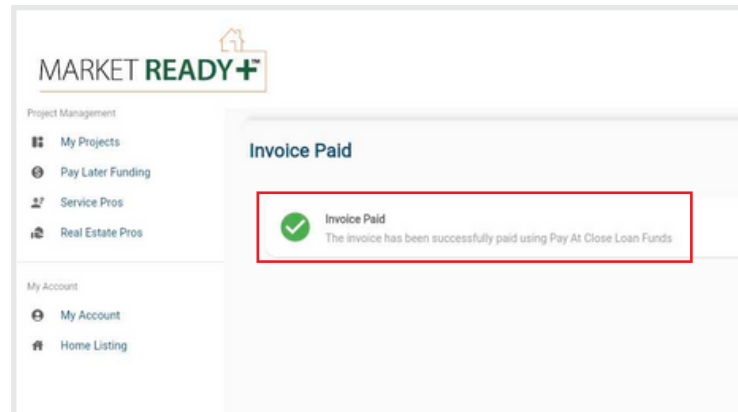 MARKET READY+™
Project Management
My Projects
Pay Later Funding
Service Pros
Real Estate Pros
My Account
My Account
Home Listing
Invoice Paid
Invoice Paid
The invoice has been successfully paid using Pay At Close Loan Funds